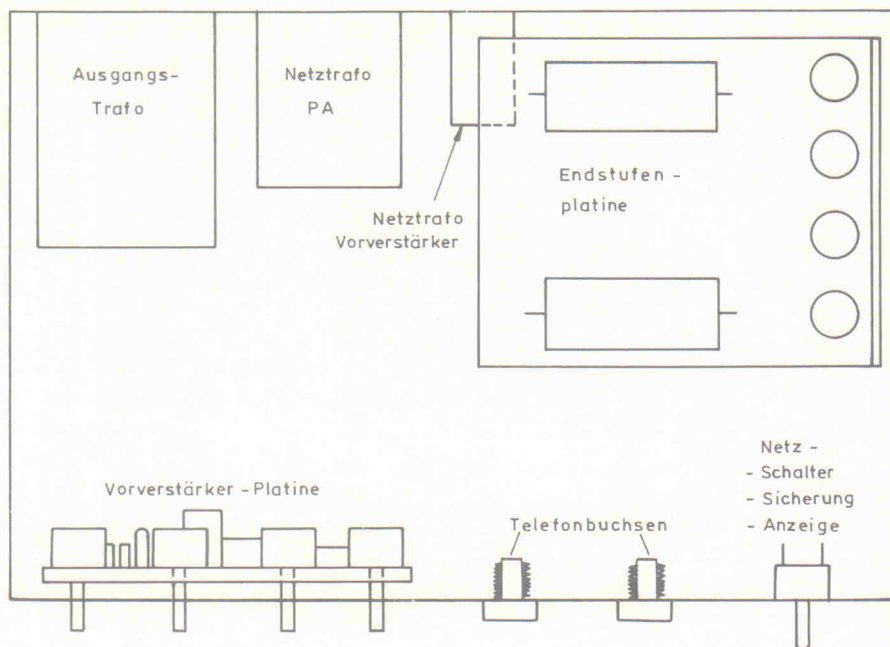 Ausgangs-
Trafo
Netztrafo
PA
Endstufen-
platine
Netztrafo
Vorverstärker
Netz-
- Schalter
- Sicherung
- Anzeige
Vorverstärker-Platine
Telefonbuchsen